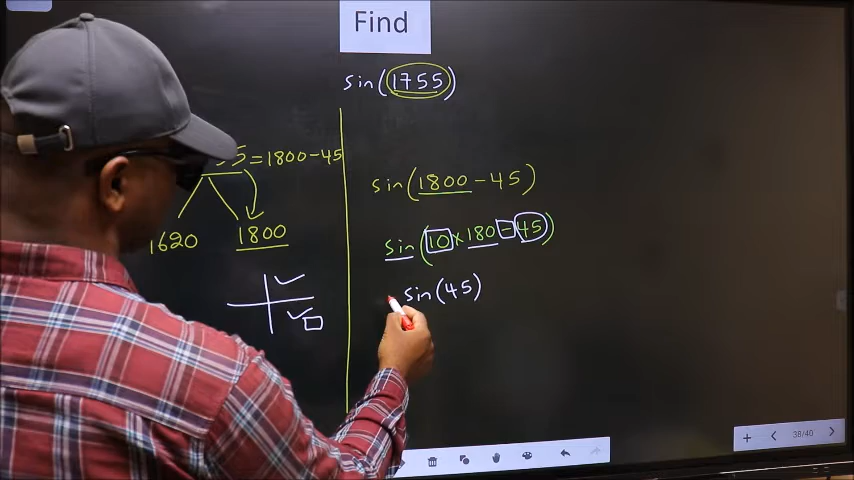 Find
sin(1755)
5=1800-45
1620 1800
sin(1800-45)
sin(10×180-45)
sin(45)
38/40